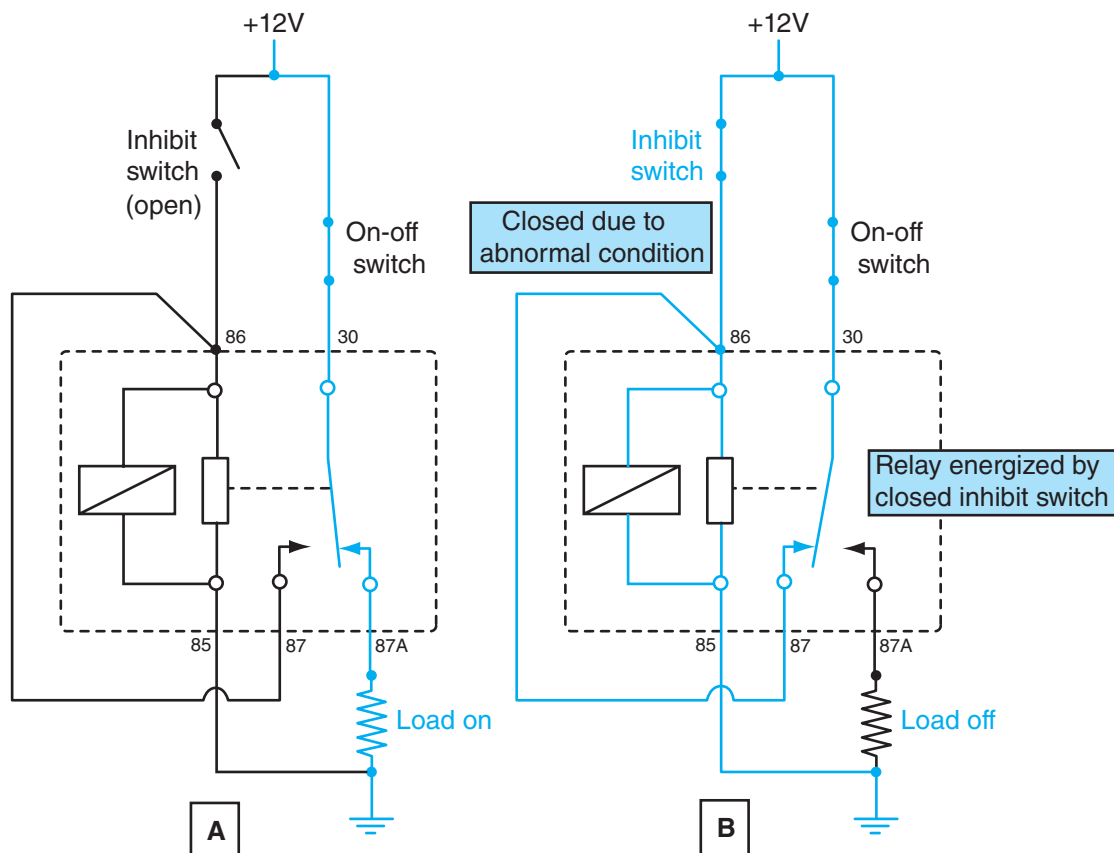 +12V
Inhibit
switch
(open)
On-off
switch
86
30
85
87
87A
Load on
A
+12V
Inhibit
switch
Closed due to
abnormal condition
On-off
switch
86
30
Relay energized by
closed inhibit switch
85
87
87A
Load off
B